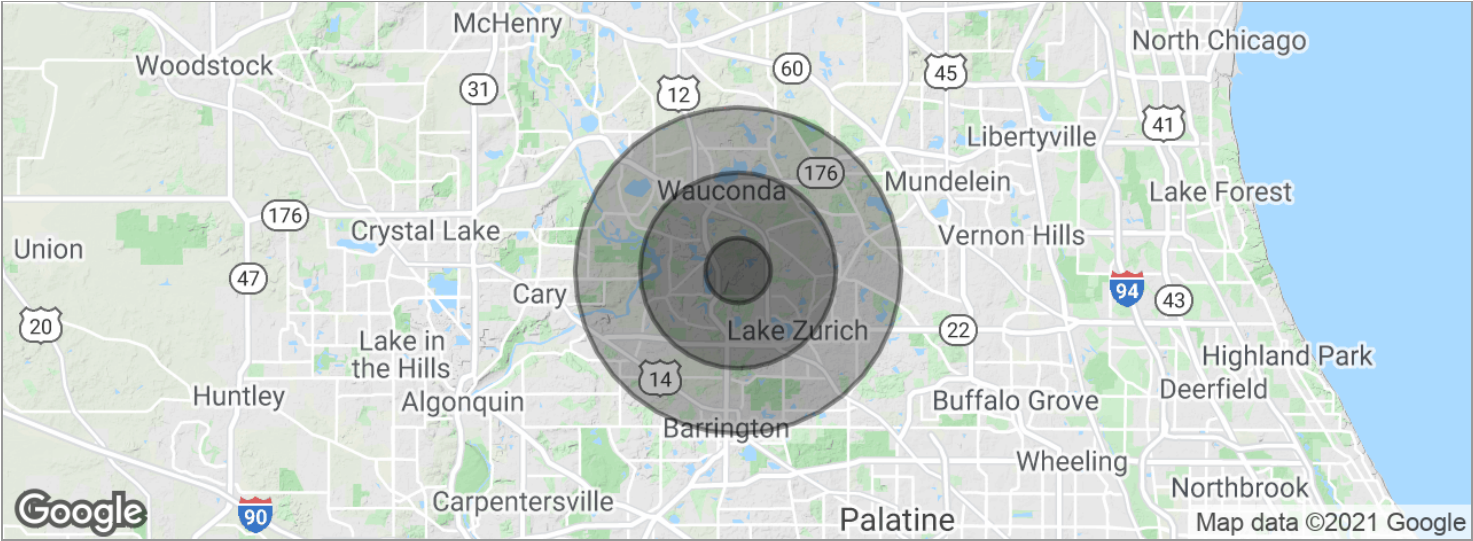 McHenry
North Chicago
Woodstock
60
45
31
12
41
Libertyville
176
Wauconda
Mundelein
Lake Forest
176
Crystal Lake
Vernon Hills
Union
47
94
43
Cary
20
22
Lake Zurich
Lake in
the Hills
Highland Park
14
Deerfield
Huntley
Algonquin
Buffalo Grove
Barrington
Wheeling
Northbrook
Carpentersville
Google
90
Palatine
Map data ©2021 Google